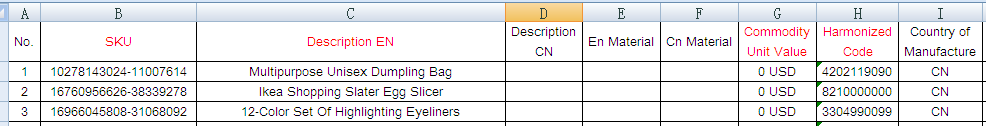 A B C D E F G H I
No. SKU Description EN Description CN En Material Cn Material Commodity Unit Value Harmonized Code Country of Manufacture
1 10278143024-11007614 Multipurpose Unisex Dumpling Bag 0 USD 4202119090 CN
2 16760956626-38339278 Ikea Shopping Slater Egg Slicer 0 USD 8210000000 CN
3 16966045808-31068092 12-Color Set Of Highlighting Eyeliners 0 USD 3304990099 CN